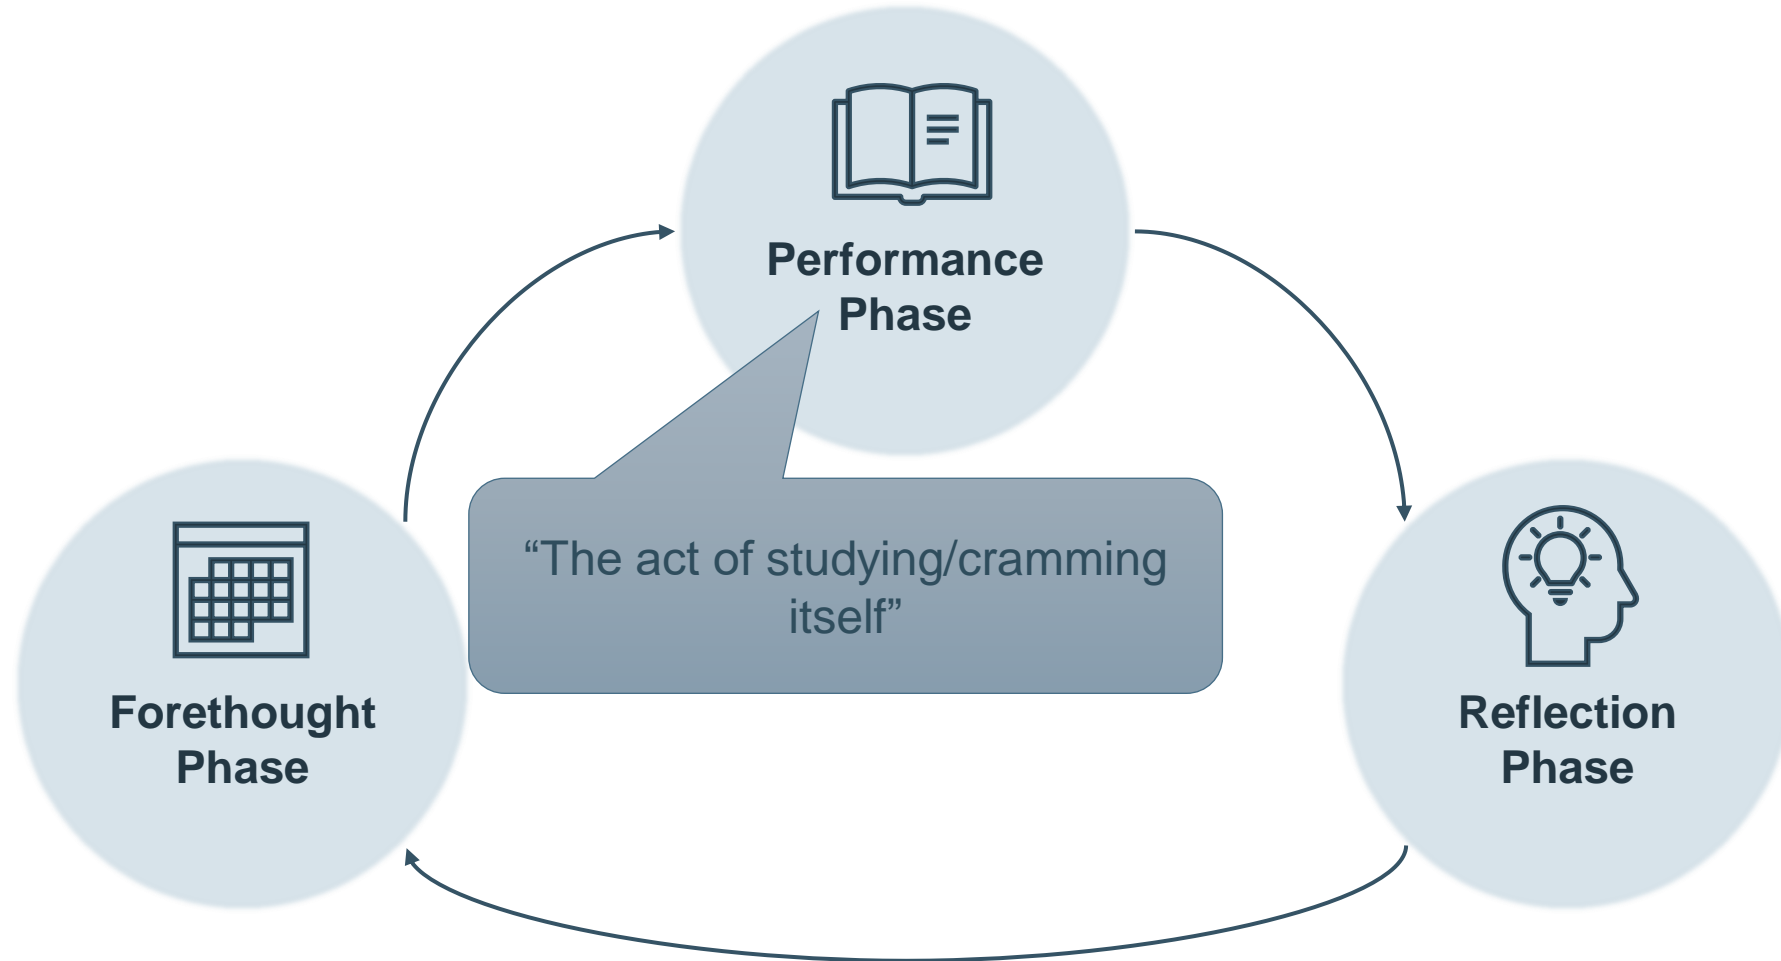 Performance
Phase
“The act of studying/cramming
itself”
Forethought
Phase
Reflection
Phase